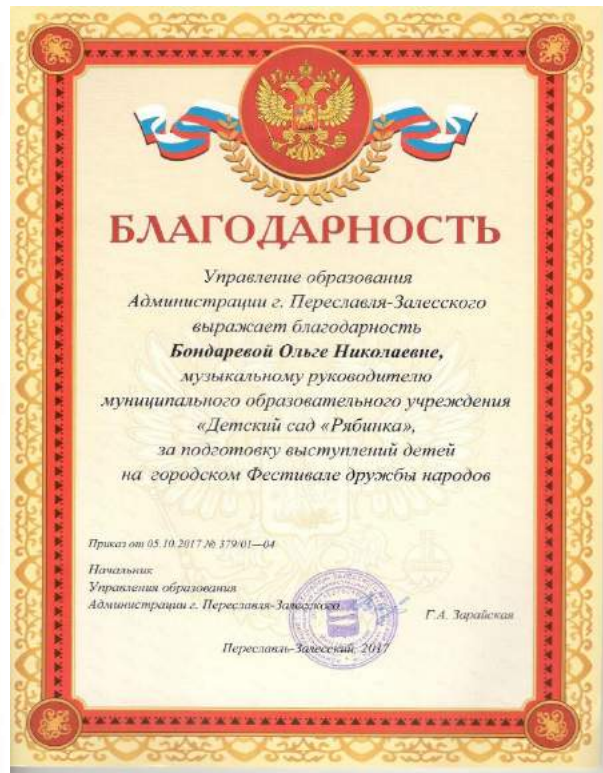 БЛАГОДАРНОСТЬ
Управление образования
Администрации г. Переславля-Залесского
выражает благодарность
Бондаревой Ольге Николаевне,
музыкальному руководителю
муниципального образовательного учреждения
«Детский сад «Рябинка»,
за подготовку выступлений детей
на городском Фестивале дружбы народов
Приказ от 05.10.2017 № 379/01—04
Начальник
Управления образования
Администрации г. Переславля-Залесского
Г.А. Зарайская
Переславль-Залесский, 2017